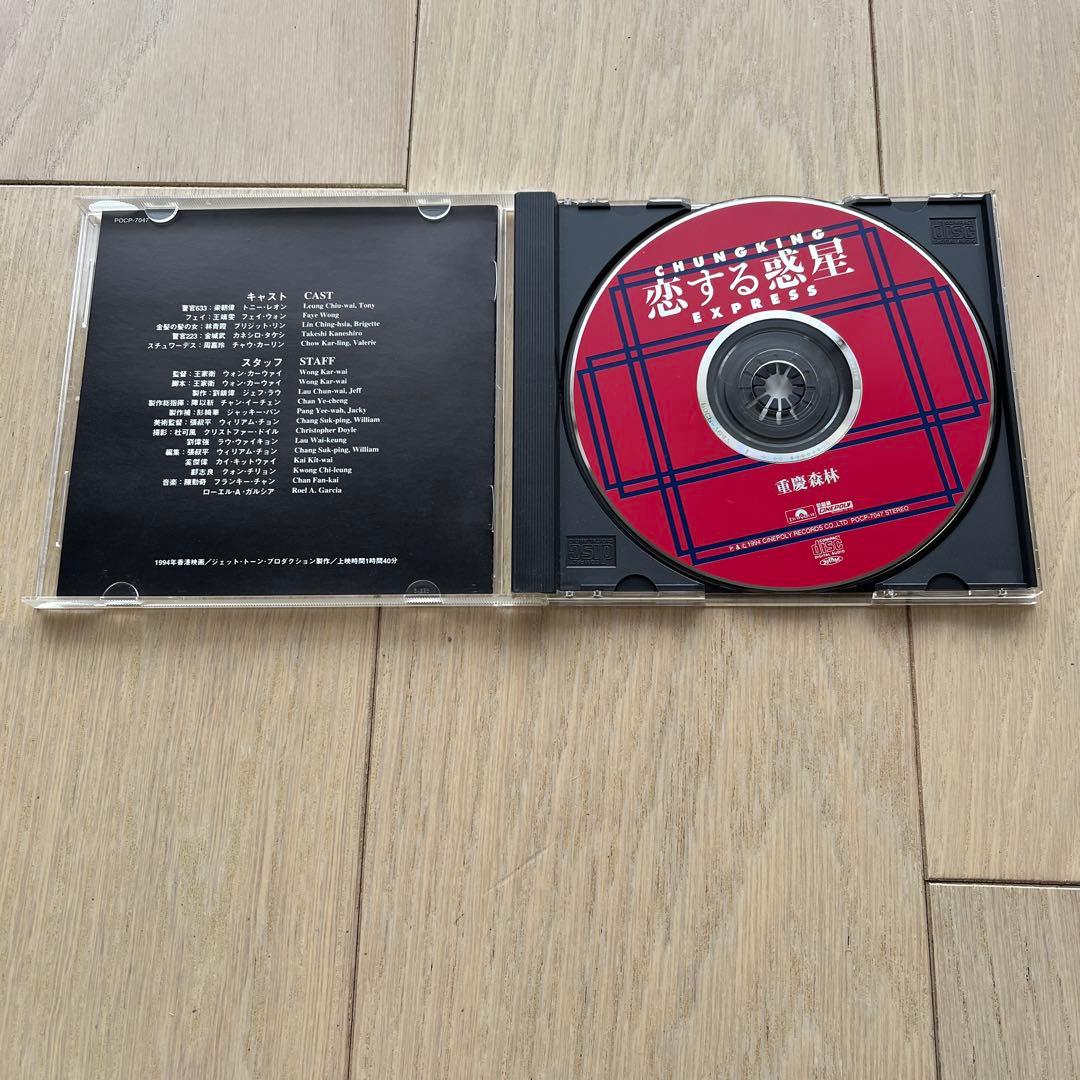 POCP-7047
キャスト CAST
警官633:梁朝偉 トニー・レオン Leung Chiu-wai, Tony
フェイ:王靖雯 フェイ・ウォン Faye Wong
金髪の髪の女:林青霞 ブリジット・リン Lin Ching-hsia, Brigette
警官223:金城武 カネシロ・タケシ Takeshi Kaneshiro
スチュワーデス:周嘉玲 チャウ・カーリン Chow Kar-ling, Valerie
スタッフ STAFF
監督:王家衛 ウォン・カーウァイ Wong Kar-wai
脚本:王家衛 ウォン・カーウァイ Wong Kar-wai
製作:劉鎮偉 ジェフ・ラウ Lau Chun-wai, Jeff
製作総指揮:陳以靳 チャン・イーチェン Chan Ye-cheng
製作補:彭綺華 ジャッキー・パン Pang Yee-wah, Jacky
美術監督:張叔平 ウィリアム・チョン Chang Suk-ping, William
撮影:杜可風 クリストファー・ドイル Christopher Doyle
劉偉強 ラウ・ウァイキョン Lau Wai-keung
編集:張叔平 ウィリアム・チョン Chang Suk-ping, William
奚傑偉 カイ・キットウァイ Kai Kit-wai
鄺志良 クォン・チリョン Kwong Chi-leung
音楽:陳勳奇 フランキー・チャン Chan Fan-kai
ローエル・A・ガルシア Roel A. Garcia
1994年香港映画/ジェット・トーン・プロダクション製作/上映時間1時間40分
CHUNGKING
恋する惑星
EXPRESS
重慶森林
CINEPOLY
℗ & © 1994 CINEPOLY RECORDS CO.,LTD POCP-7047 STEREO
COMPACT
disc
DIGITAL AUDIO
COMPACT
disc
disc